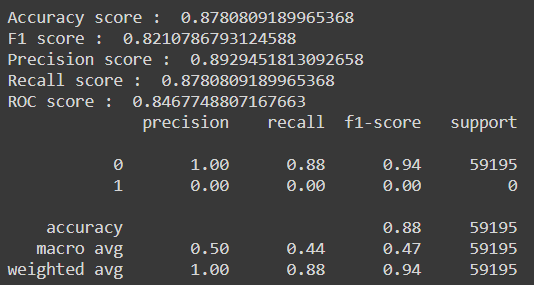 Accuracy score :  0.8780809189965368
F1 score :  0.8210786793124588
Precision score :  0.8929451813092658
Recall score :  0.8780809189965368
ROC score :  0.8467748807167663
precision recall f1-score support
0 1.00 0.88 0.94 59195
1 0.00 0.00 0.00 0
accuracy 0.88 59195
macro avg 0.50 0.44 0.47 59195
weighted avg 1.00 0.88 0.94 59195